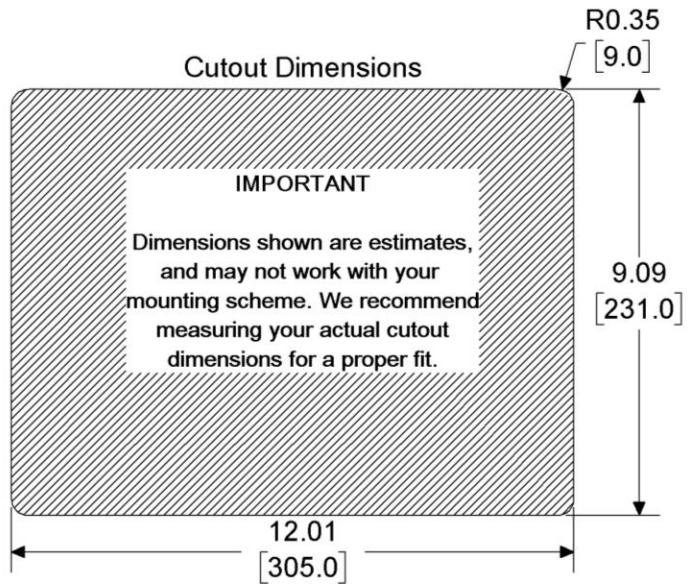 R0.35
[9.0]
Cutout Dimensions
IMPORTANT
Dimensions shown are estimates,
and may not work with your
mounting scheme. We recommend
measuring your actual cutout
dimensions for a proper fit.
9.09
[231.0]
12.01
[305.0]